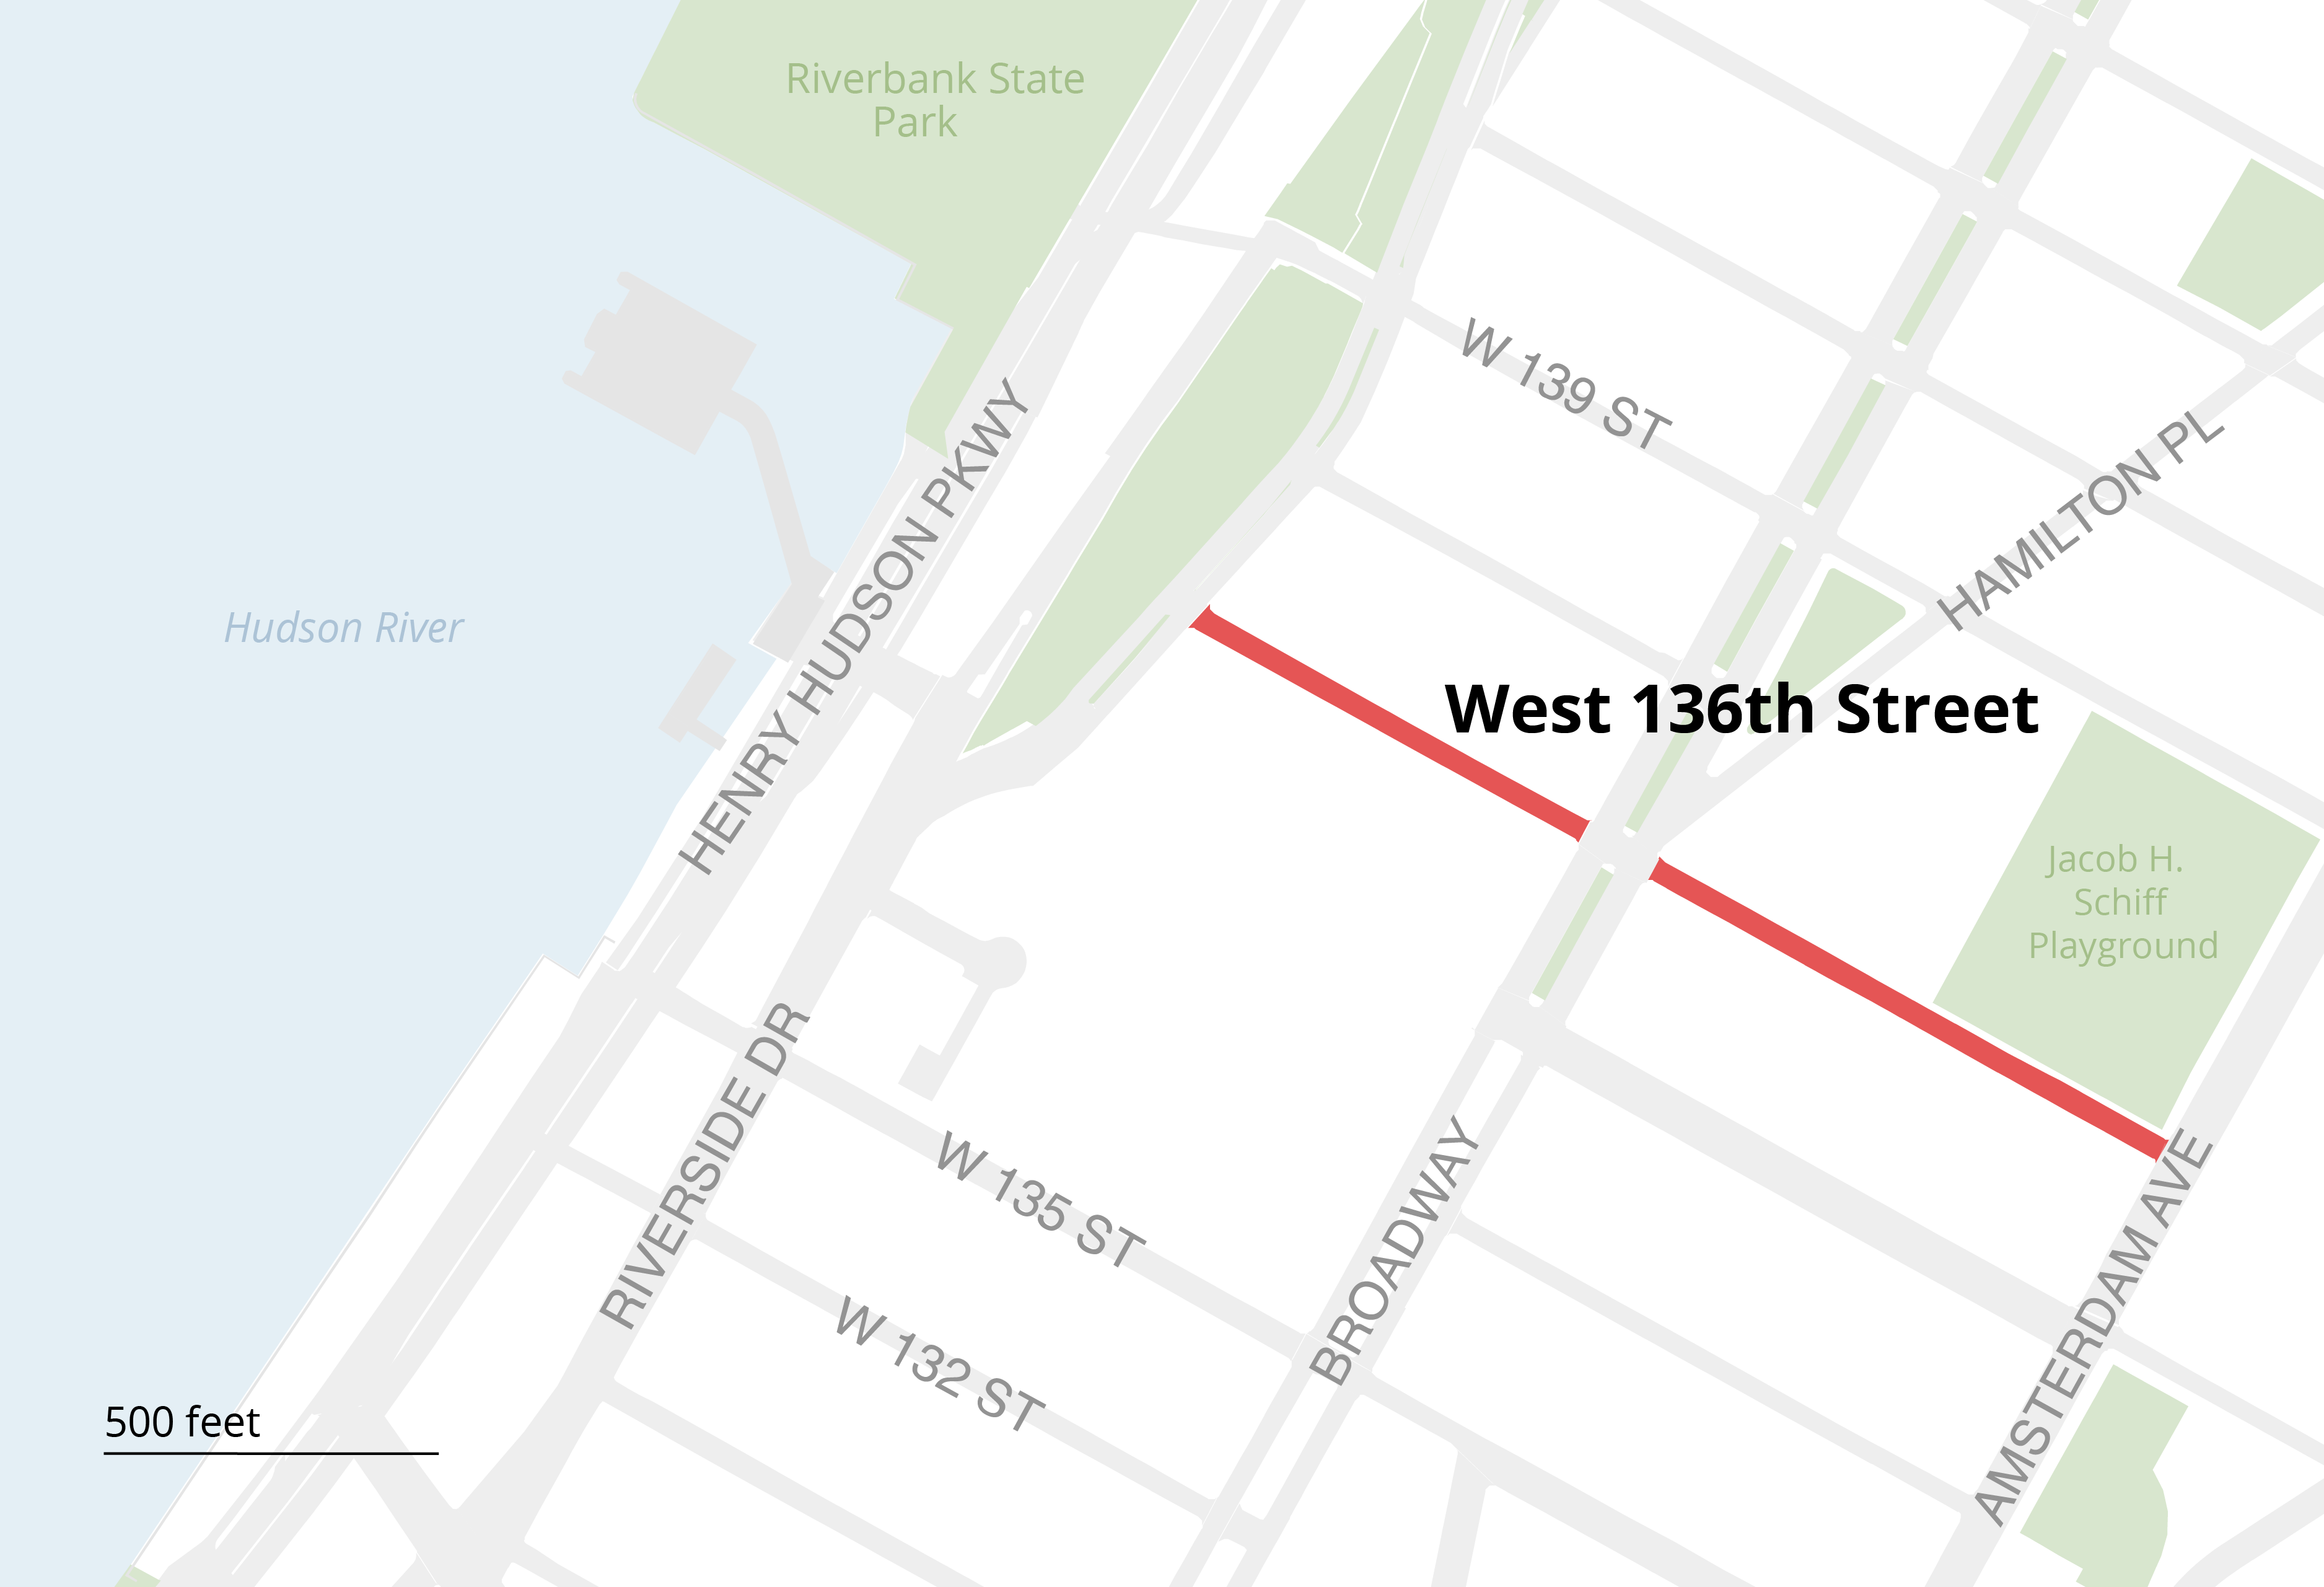 Riverbank State
Park
W 139 ST
HAMILTON PL
HENRY HUDSON PKWY
Hudson River
West 136th Street
Jacob H.
Schiff
Playground
RIVERSIDE DR
W 135 ST
BROADWAY
AMSTERDAM AVE
W 132 ST
500 feet